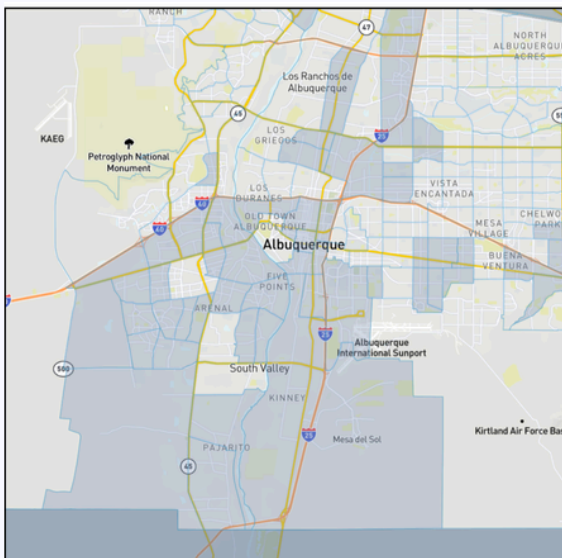 RANCH
47
NORTH
ALBUQUERQUE
ACRES
Los Ranchos de
Albuquerque
45
KAEG
LOS
GRIEGOS
25
Petroglyph National
Monument
LOS
DURANES
VISTA
ENCANTADA
40
40
OLD TOWN
ALBUQUERQUE
MESA
VILLAGE
CHELWO
PARK
Albuquerque
BUENA
VENTURA
FIVE
POINTS
ARENAL
25
Albuquerque
International Sunport
500
South Valley
KINNEY
Kirtland Air Force Bas
25
Mesa del Sol
PAJARITO
45